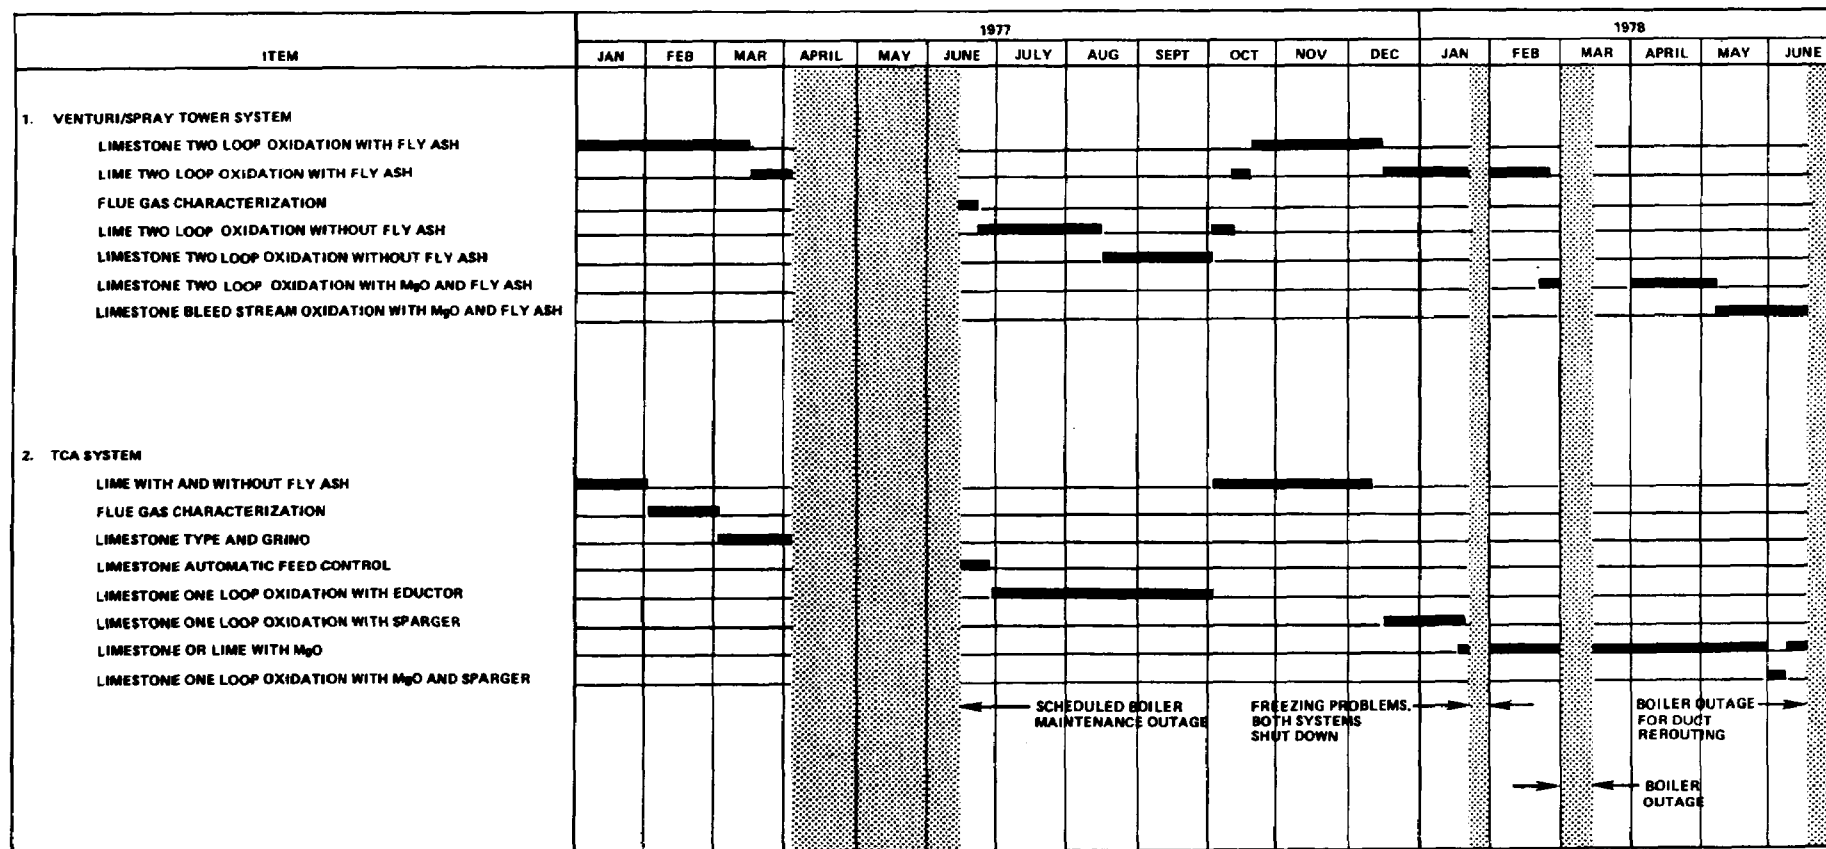 1977
1978
ITEM
JAN FEB MAR APRIL MAY JUNE JULY AUG SEPT OCT NOV DEC JAN FEB MAR APRIL MAY JUNE
1. VENTURI/SPRAY TOWER SYSTEM
LIMESTONE TWO LOOP OXIDATION WITH FLY ASH
LIME TWO LOOP OXIDATION WITH FLY ASH
FLUE GAS CHARACTERIZATION
LIME TWO LOOP OXIDATION WITHOUT FLY ASH
LIMESTONE TWO LOOP OXIDATION WITHOUT FLY ASH
LIMESTONE TWO LOOP OXIDATION WITH MgO AND FLY ASH
LIMESTONE BLEED STREAM OXIDATION WITH MgO AND FLY ASH
2. TCA SYSTEM
LIME WITH AND WITHOUT FLY ASH
FLUE GAS CHARACTERIZATION
LIMESTONE TYPE AND GRIND
LIMESTONE AUTOMATIC FEED CONTROL
LIMESTONE ONE LOOP OXIDATION WITH EDUCTOR
LIMESTONE ONE LOOP OXIDATION WITH SPARGER
LIMESTONE OR LIME WITH MgO
LIMESTONE ONE LOOP OXIDATION WITH MgO AND SPARGER
SCHEDULED BOILER
MAINTENANCE OUTAGE
FREEZING PROBLEMS.
BOTH SYSTEMS
SHUT DOWN
BOILER OUTAGE
FOR DUCT
REROUTING
BOILER
OUTAGE